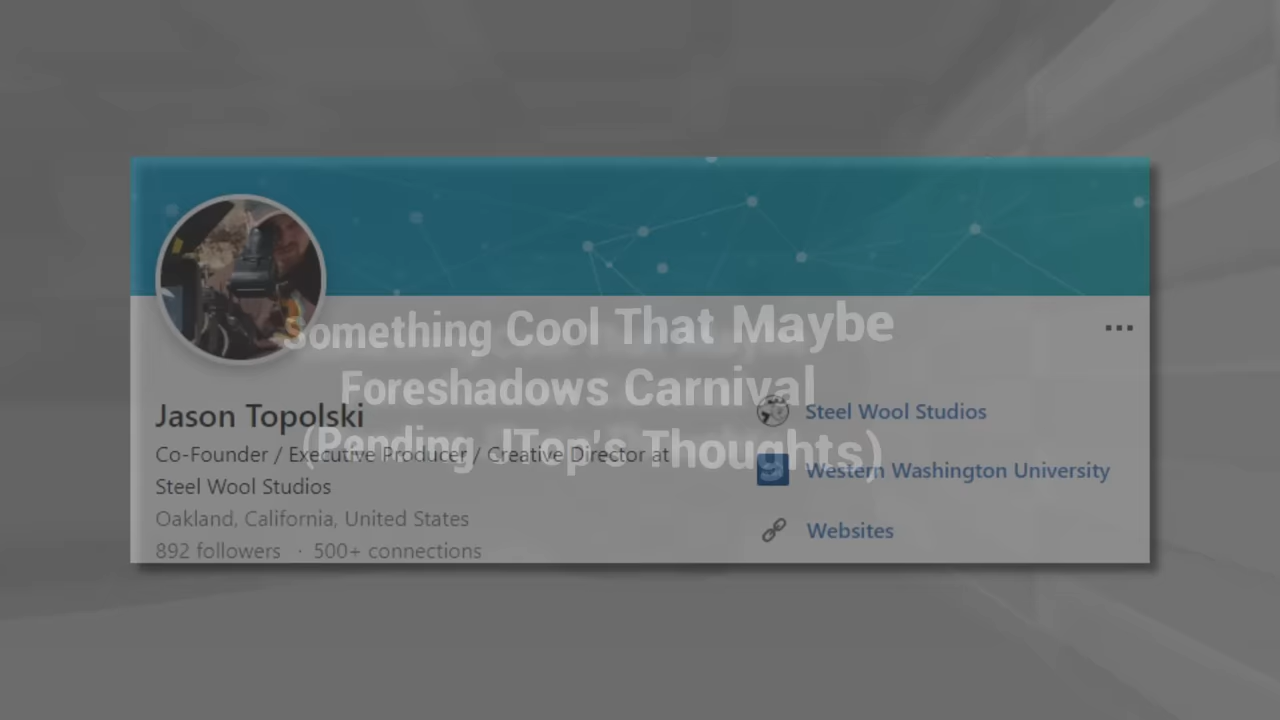 Something Cool That Maybe
Foreshadows Carnival
(Pending JTop's Thoughts)
Jason Topolski
Co-Founder / Executive Producer / Creative Director at
Steel Wool Studios
Oakland, California, United States
892 followers · 500+ connections
Steel Wool Studios
Western Washington University
Websites